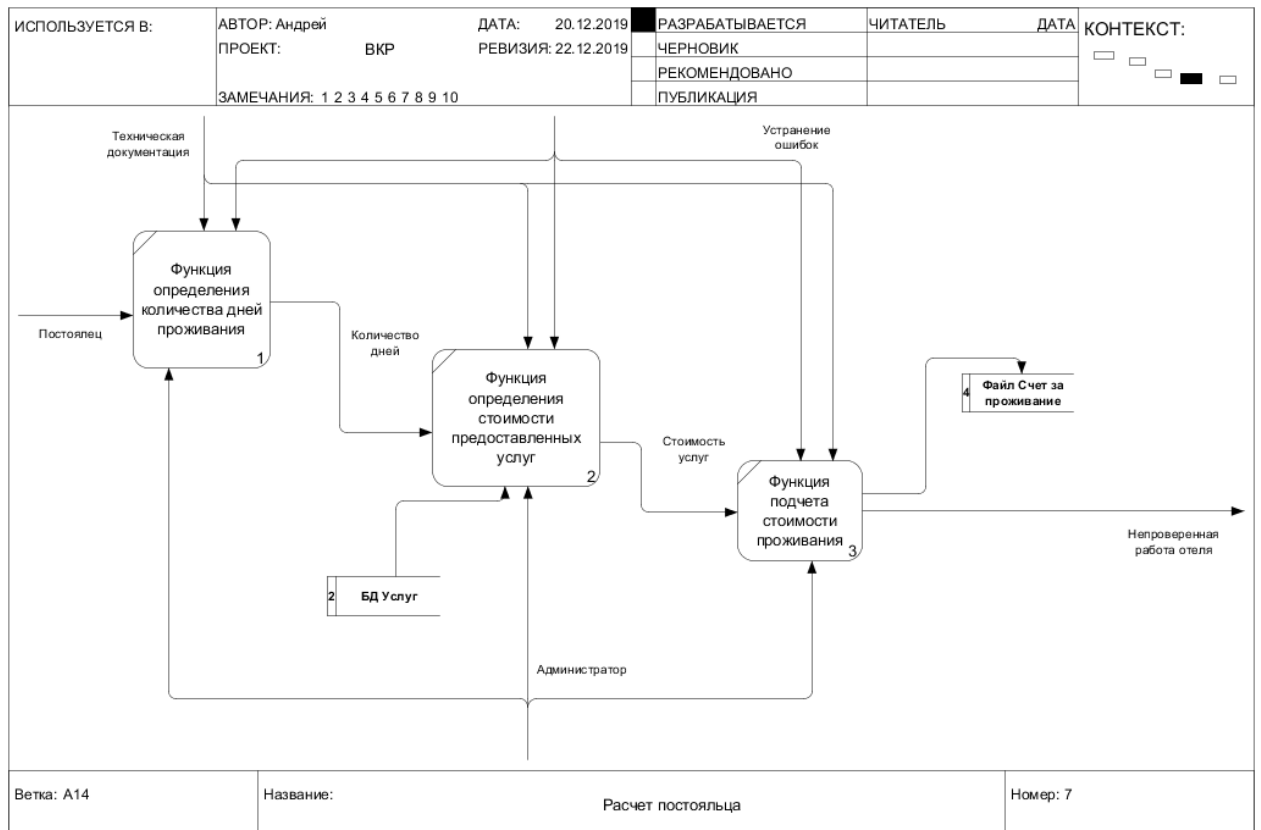 ИСПОЛЬЗУЕТСЯ В:
АВТОР: Андрей
ДАТА: 20.12.2019
ПРОЕКТ: ВКР
РЕВИЗИЯ: 22.12.2019
ЗАМЕЧАНИЯ: 1 2 3 4 5 6 7 8 9 10
РАЗРАБАТЫВАЕТСЯ
ЧЕРНОВИК
РЕКОМЕНДОВАНО
ПУБЛИКАЦИЯ
ЧИТАТЕЛЬ
ДАТА
КОНТЕКСТ:
Техническая
документация
Устранение
ошибок
Функция
определения
количества дней
проживания
1
Постоялец
Количество
дней
Функция
определения
стоимости
предоставленных
услуг
2
Стоимость
услуг
4
Файл Счет за
проживание
Функция
подчета
стоимости
проживания
3
Непроверенная
работа отеля
2
БД Услуг
Администратор
Ветка: A14
Название:
Расчет постояльца
Номер: 7